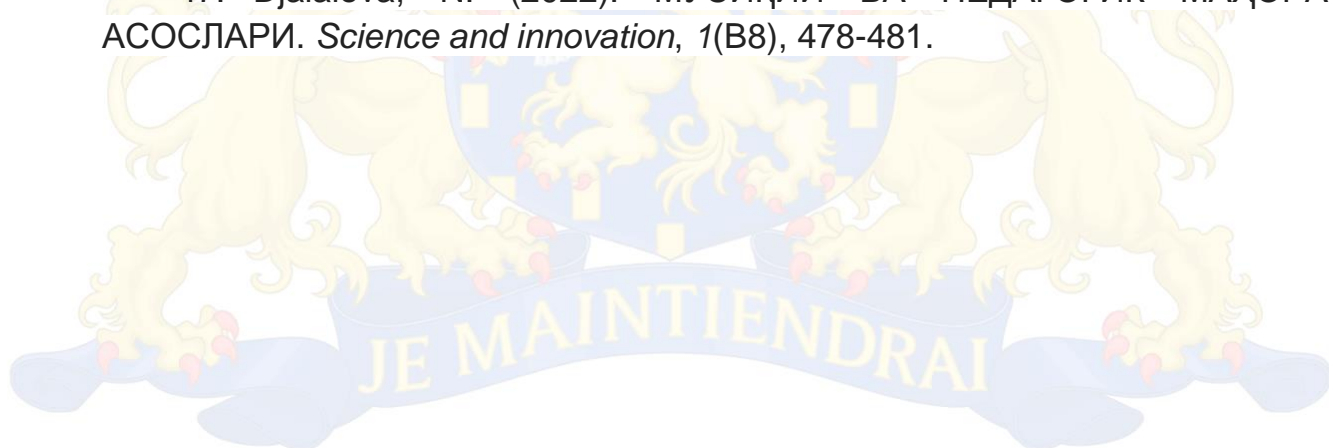 Djalalova, N. (2022). МУСИҚИЙ ВА ПЕДАГОГИК
АСОСЛАРИ. Science and innovation, 1(B8), 478-481.
JE MAINTIENDRAI